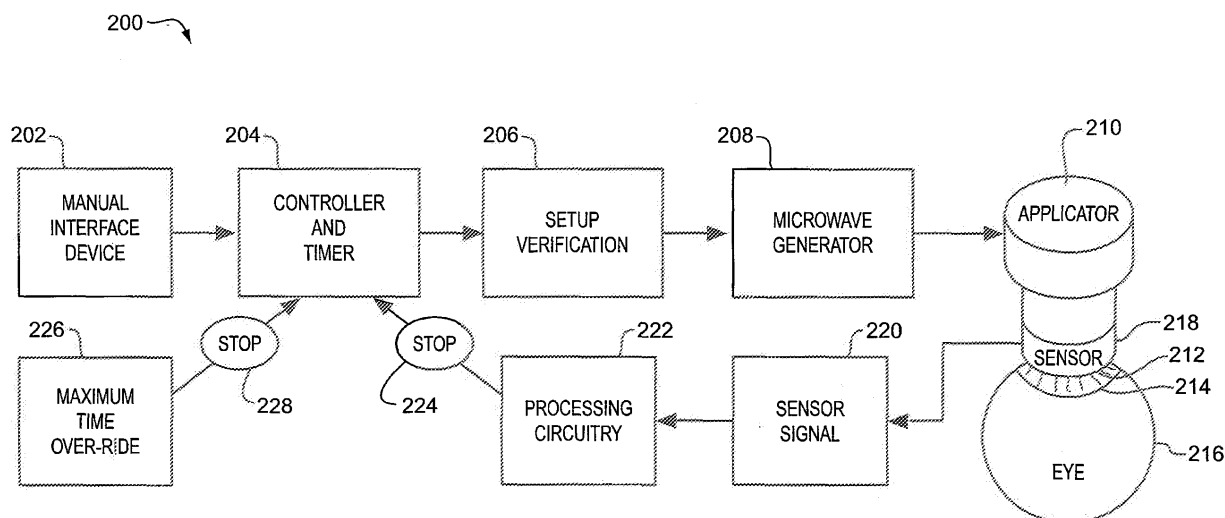 200
202
204
206
208
210
MANUAL
INTERFACE
DEVICE
CONTROLLER
AND
TIMER
SETUP
VERIFICATION
MICROWAVE
GENERATOR
APPLICATOR
226
STOP
228
STOP
224
222
220
218
SENSOR
212
214
MAXIMUM
TIME
OVER-RIDE
PROCESSING
CIRCUITRY
SENSOR
SIGNAL
EYE
216